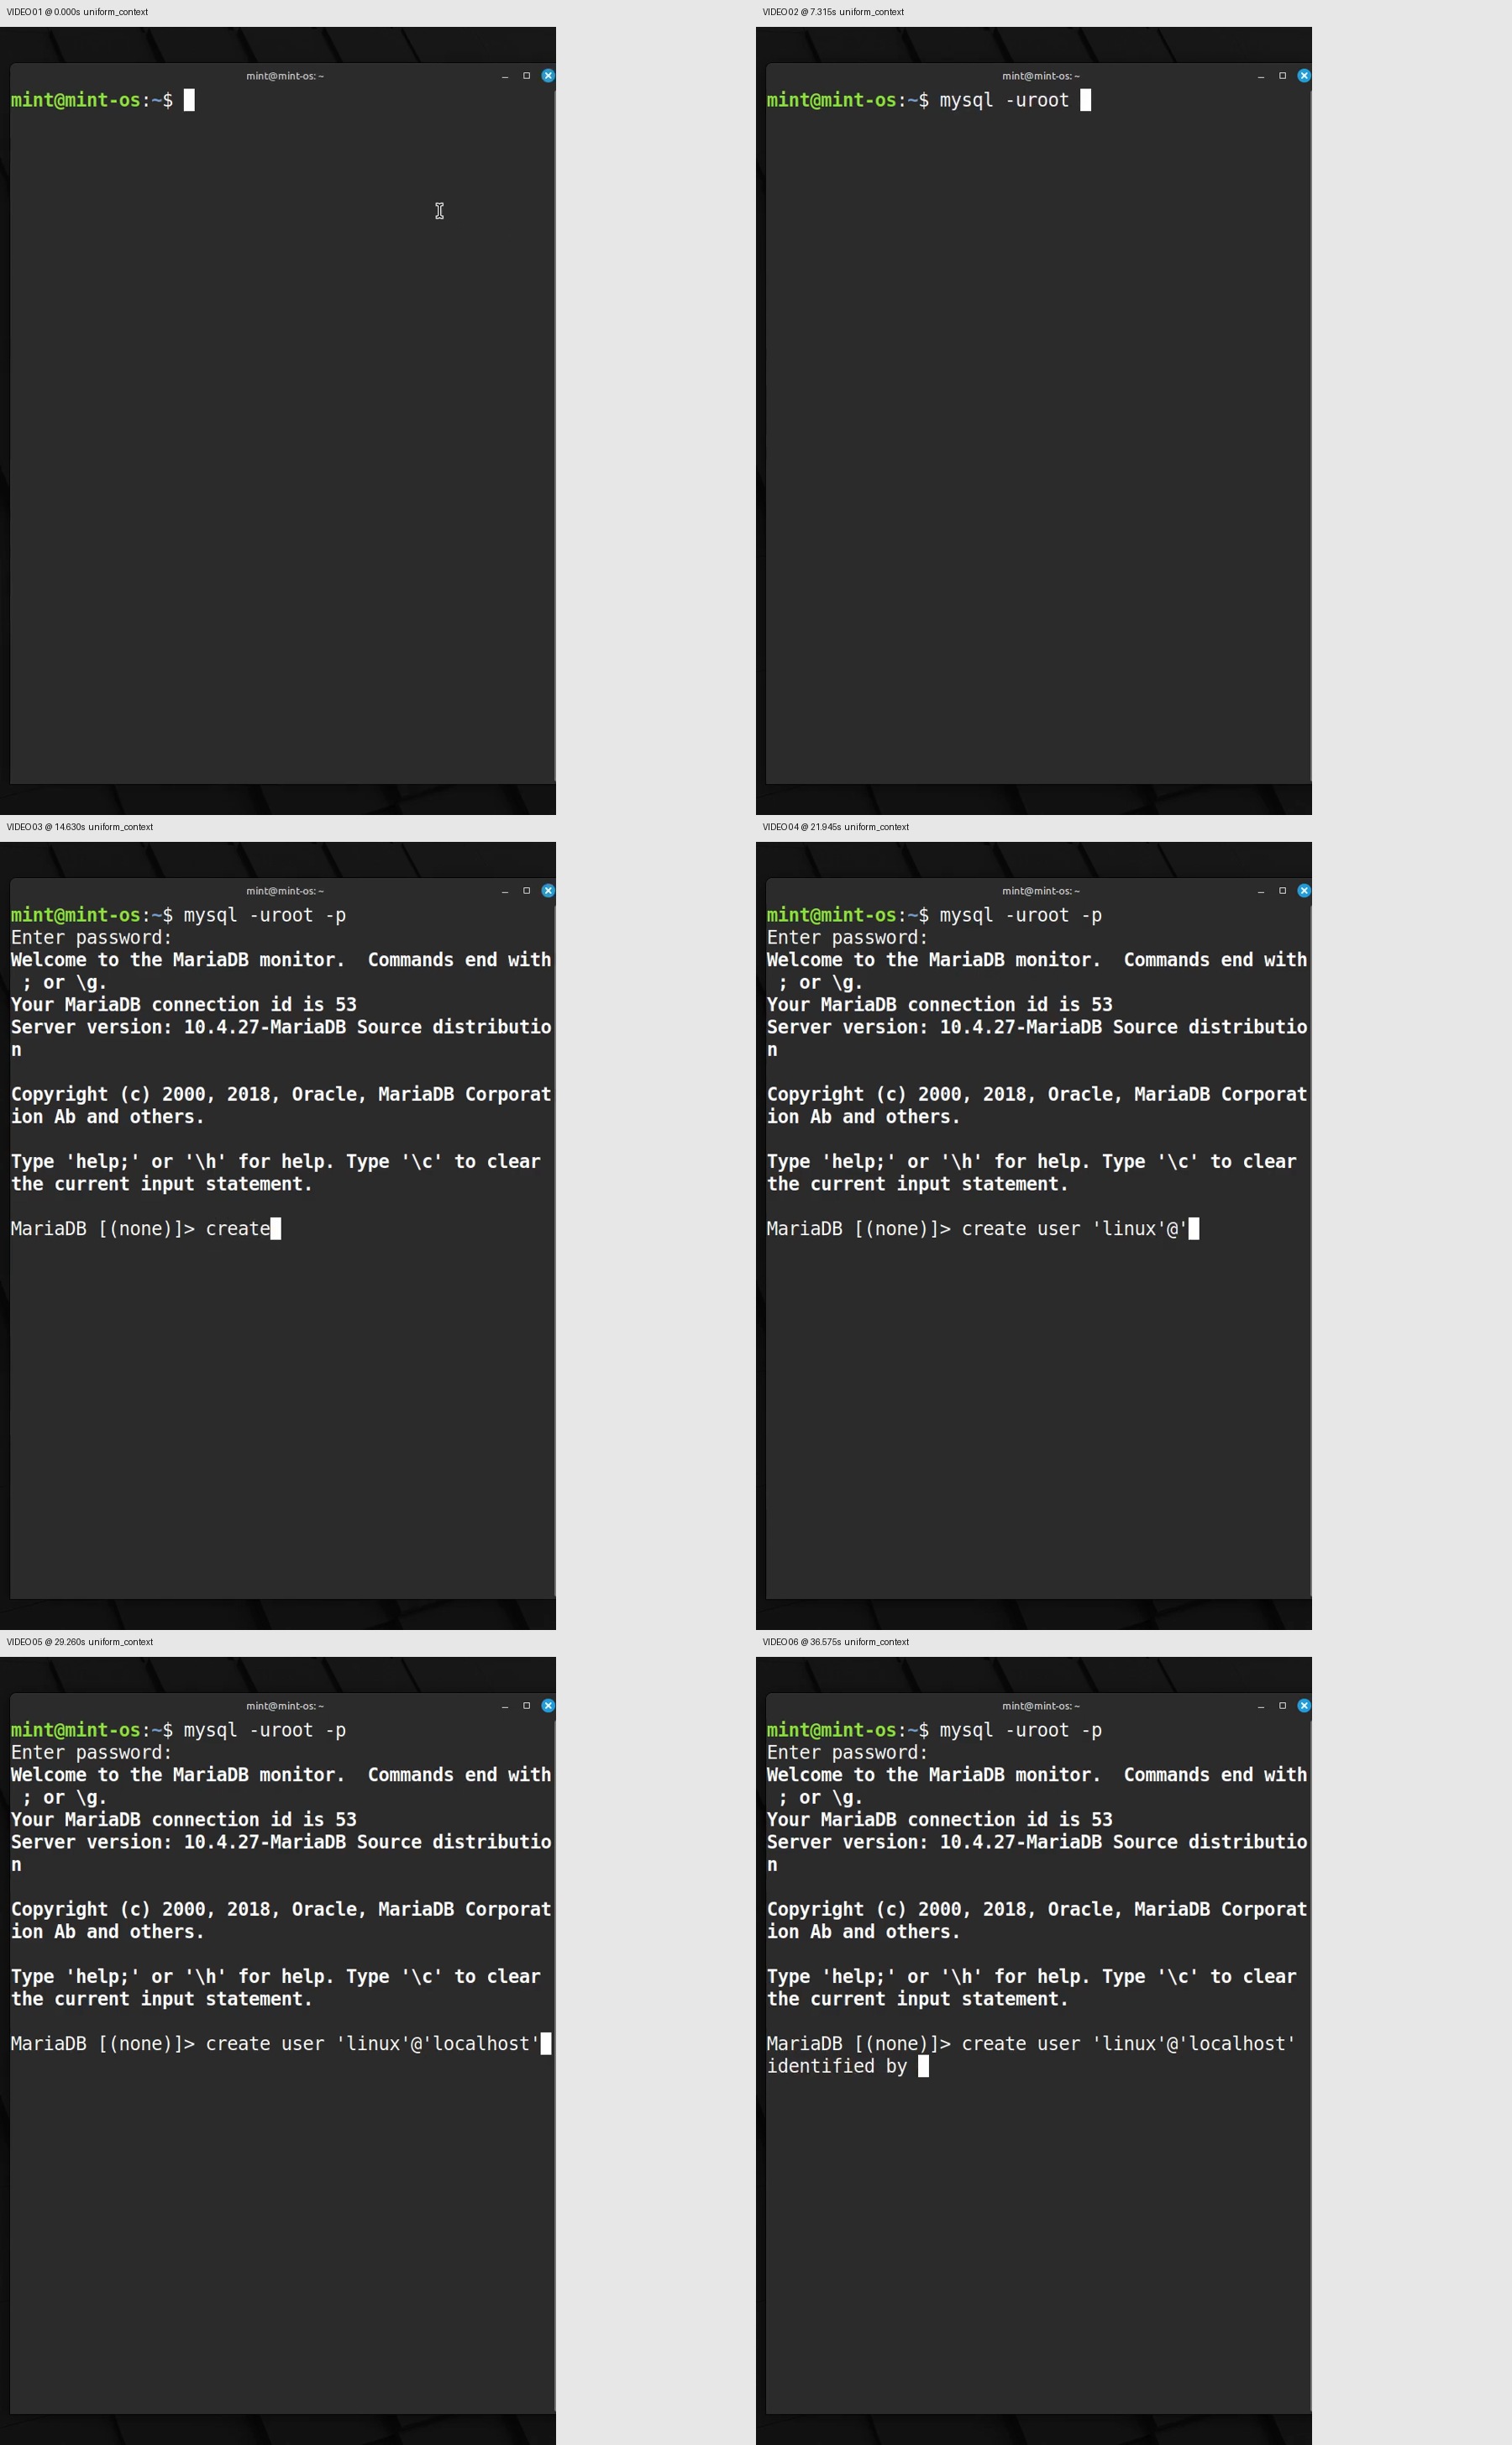 VIDEO 01 @ 0.000s uniform_context
mint@mint-os: ~
mint@mint-os:~$
VIDEO 02 @ 7.315s uniform_context
mint@mint-os: ~
mint@mint-os:~$ mysql -uroot
VIDEO 03 @ 14.630s uniform_context
mint@mint-os: ~
mint@mint-os:~$ mysql -uroot -p
Enter password:
Welcome to the MariaDB monitor.  Commands end with
 ; or \g.
Your MariaDB connection id is 53
Server version: 10.4.27-MariaDB Source distributio
n
Copyright (c) 2000, 2018, Oracle, MariaDB Corporat
ion Ab and others.
Type 'help;' or '\h' for help. Type '\c' to clear
the current input statement.
MariaDB [(none)]> create
VIDEO 04 @ 21.945s uniform_context
mint@mint-os: ~
mint@mint-os:~$ mysql -uroot -p
Enter password:
Welcome to the MariaDB monitor.  Commands end with
 ; or \g.
Your MariaDB connection id is 53
Server version: 10.4.27-MariaDB Source distributio
n
Copyright (c) 2000, 2018, Oracle, MariaDB Corporat
ion Ab and others.
Type 'help;' or '\h' for help. Type '\c' to clear
the current input statement.
MariaDB [(none)]> create user 'linux'@'
VIDEO 05 @ 29.260s uniform_context
mint@mint-os: ~
mint@mint-os:~$ mysql -uroot -p
Enter password:
Welcome to the MariaDB monitor.  Commands end with
 ; or \g.
Your MariaDB connection id is 53
Server version: 10.4.27-MariaDB Source distributio
n
Copyright (c) 2000, 2018, Oracle, MariaDB Corporat
ion Ab and others.
Type 'help;' or '\h' for help. Type '\c' to clear
the current input statement.
MariaDB [(none)]> create user 'linux'@'localhost'
VIDEO 06 @ 36.575s uniform_context
mint@mint-os: ~
mint@mint-os:~$ mysql -uroot -p
Enter password:
Welcome to the MariaDB monitor.  Commands end with
 ; or \g.
Your MariaDB connection id is 53
Server version: 10.4.27-MariaDB Source distributio
n
Copyright (c) 2000, 2018, Oracle, MariaDB Corporat
ion Ab and others.
Type 'help;' or '\h' for help. Type '\c' to clear
the current input statement.
MariaDB [(none)]> create user 'linux'@'localhost'
identified by